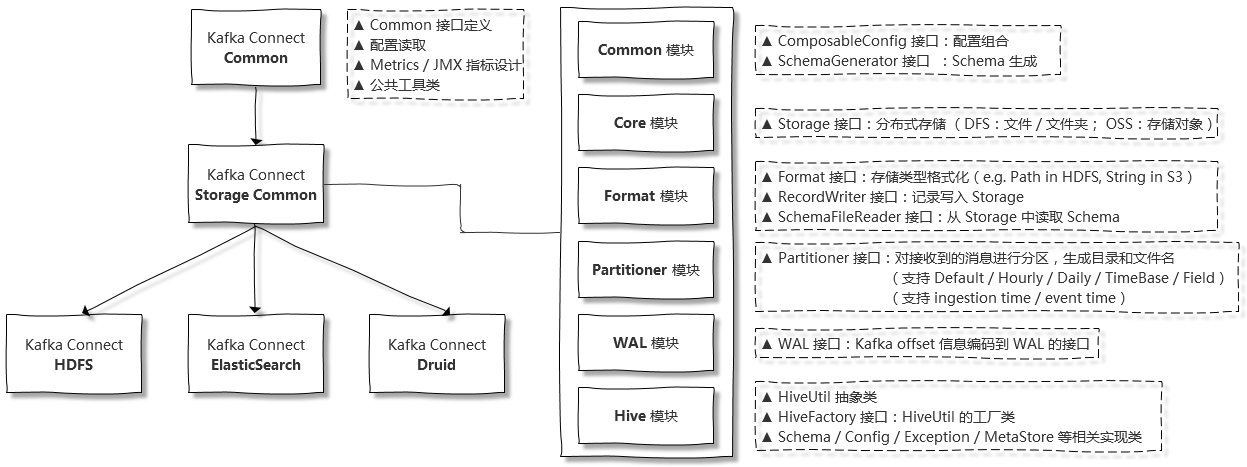 Kafka Connect
Common
▲ Common 接口定义
▲ 配置读取
▲ Metrics / JMX 指标设计
▲ 公共工具类
Kafka Connect
Storage Common
Kafka Connect
HDFS
Kafka Connect
ElasticSearch
Kafka Connect
Druid
Common 模块
▲ ComposableConfig 接口：配置组合
▲ SchemaGenerator 接口 ：Schema 生成
Core 模块
▲ Storage 接口：分布式存储（DFS：文件 / 文件夹； OSS：存储对象）
Format 模块
▲ Format 接口：存储类型格式化（e.g. Path in HDFS, String in S3）
▲ RecordWriter 接口：记录写入 Storage
▲ SchemaFileReader 接口：从 Storage 中读取 Schema
Partitioner 模块
▲ Partitioner 接口：对接收到的消息进行分区，生成目录和文件名
（支持 Default / Hourly / Daily / TimeBase / Field）
（支持 ingestion time / event time）
WAL 模块
▲ WAL 接口：Kafka offset 信息编码到 WAL 的接口
Hive 模块
▲ HiveUtil 抽象类
▲ HiveFactory 接口：HiveUtil 的工厂类
▲ Schema / Config / Exception / MetaStore 等相关实现类